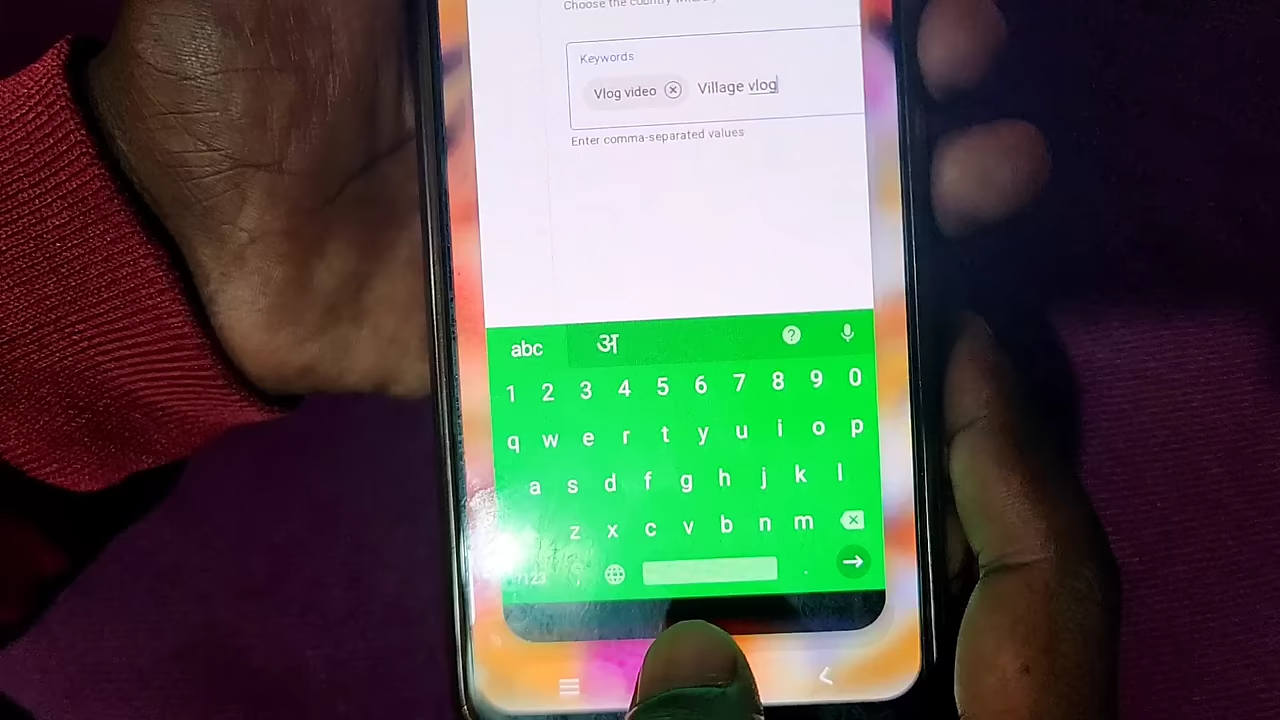 Choose the country
Keywords
Vlog video Village vlog
Enter comma-separated values
abc अ
1 2 3 4 5 6 7 8 9 0
q w e r t y u i o p
a s d f g h j k l
z x c v b n m
?123 , .